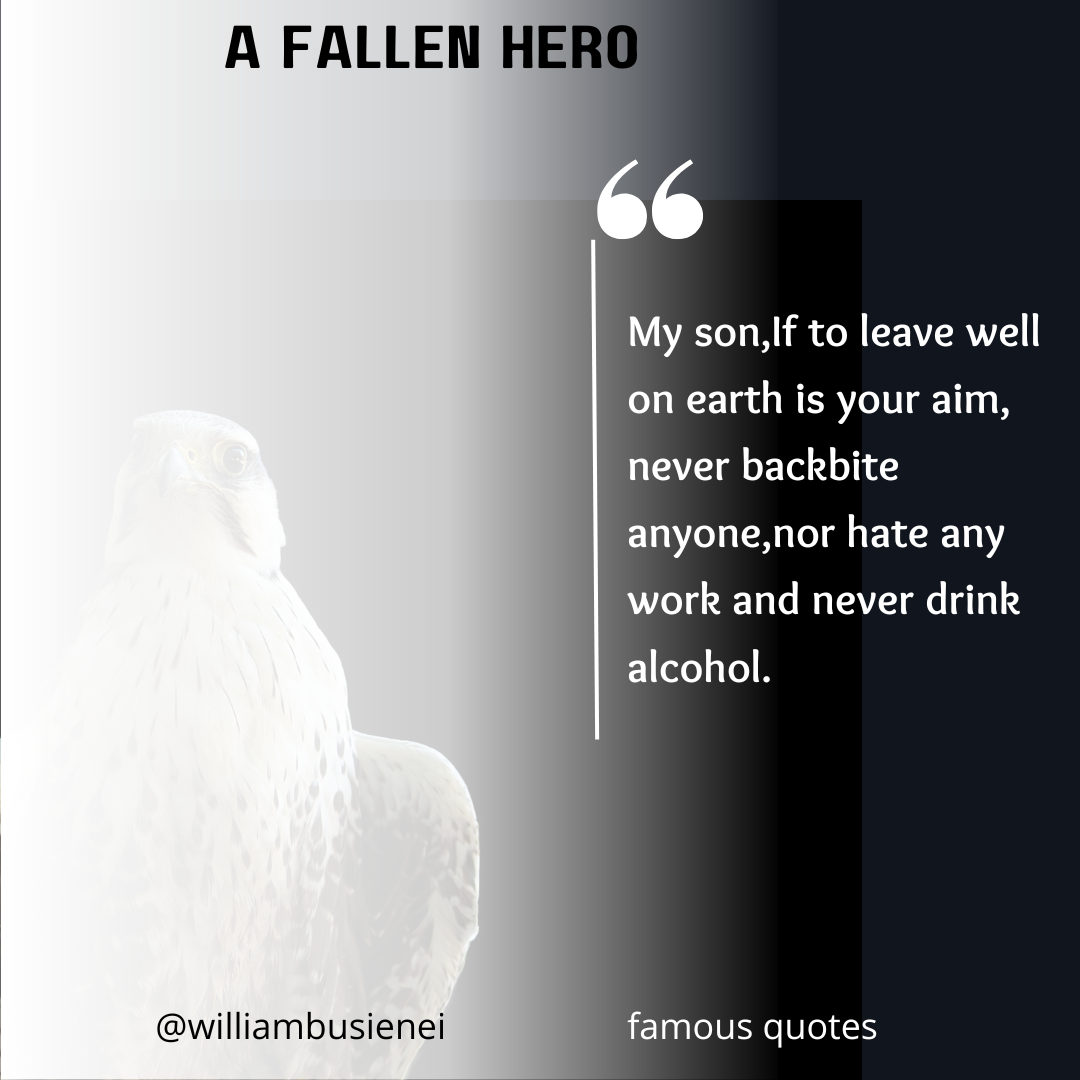 A FALLEN HERO
“
My son,If to leave well
on earth is your aim,
never backbite
anyone,nor hate any
work and never drink
alcohol.
@williambusienei
famous quotes